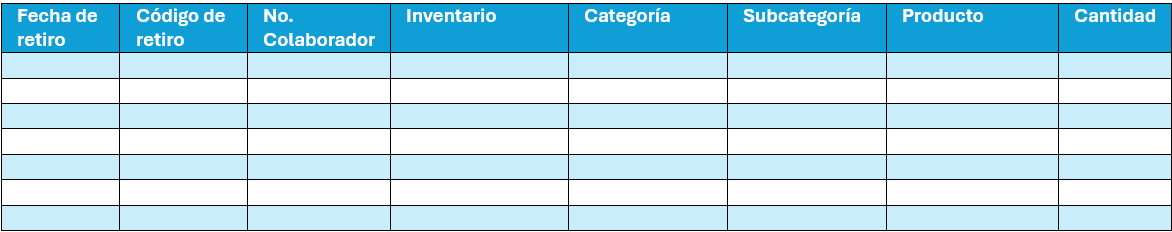 Fecha de retiro
Código de retiro
No. Colaborador
Inventario
Categoría
Subcategoría
Producto
Cantidad